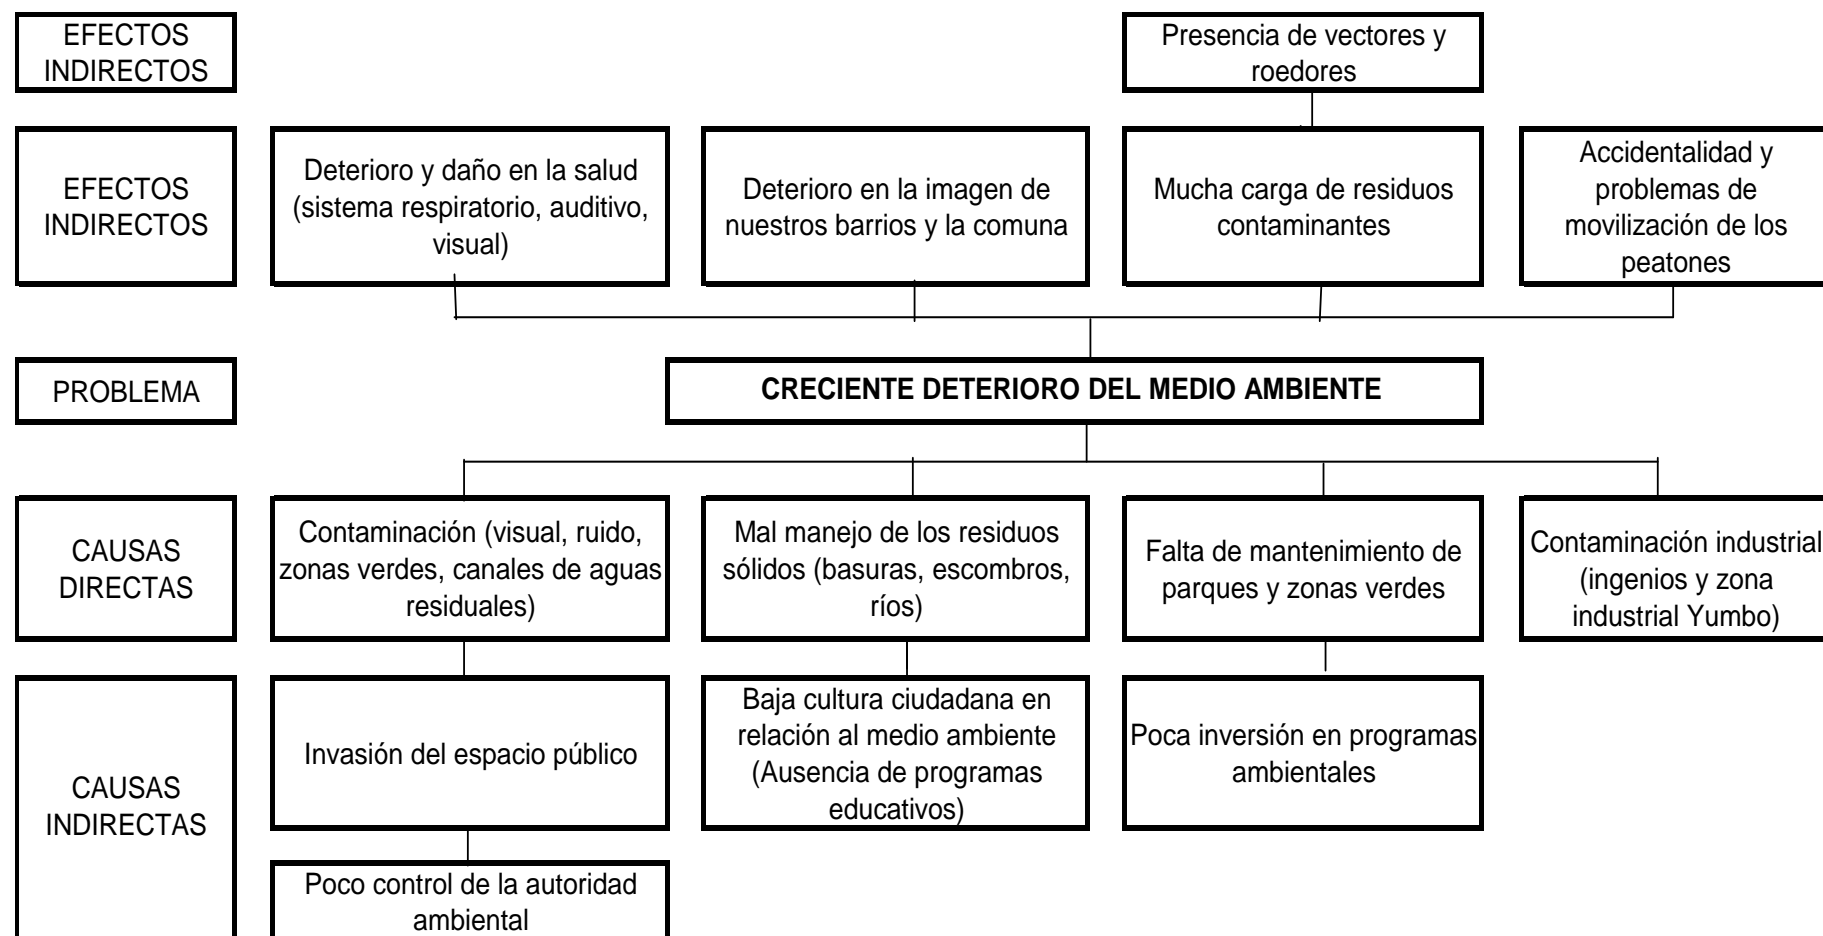 EFECTOS
INDIRECTOS
Presencia de vectores y
roedores
EFECTOS
INDIRECTOS
Deterioro y daño en la salud
(sistema respiratorio, auditivo,
visual)
Deterioro en la imagen de
nuestros barrios y la comuna
Mucha carga de residuos
contaminantes
Accidentalidad y
problemas de
movilización de los
peatones
PROBLEMA
CRECIENTE DETERIORO DEL MEDIO AMBIENTE
CAUSAS
DIRECTAS
Contaminación (visual, ruido,
zonas verdes, canales de aguas
residuales)
Mal manejo de los residuos
sólidos (basuras, escombros,
ríos)
Falta de mantenimiento de
parques y zonas verdes
Contaminación industrial
(ingenios y zona
industrial Yumbo)
CAUSAS
INDIRECTAS
Invasión del espacio público
Baja cultura ciudadana en
relación al medio ambiente
(Ausencia de programas
educativos)
Poca inversión en programas
ambientales
Poco control de la autoridad
ambiental